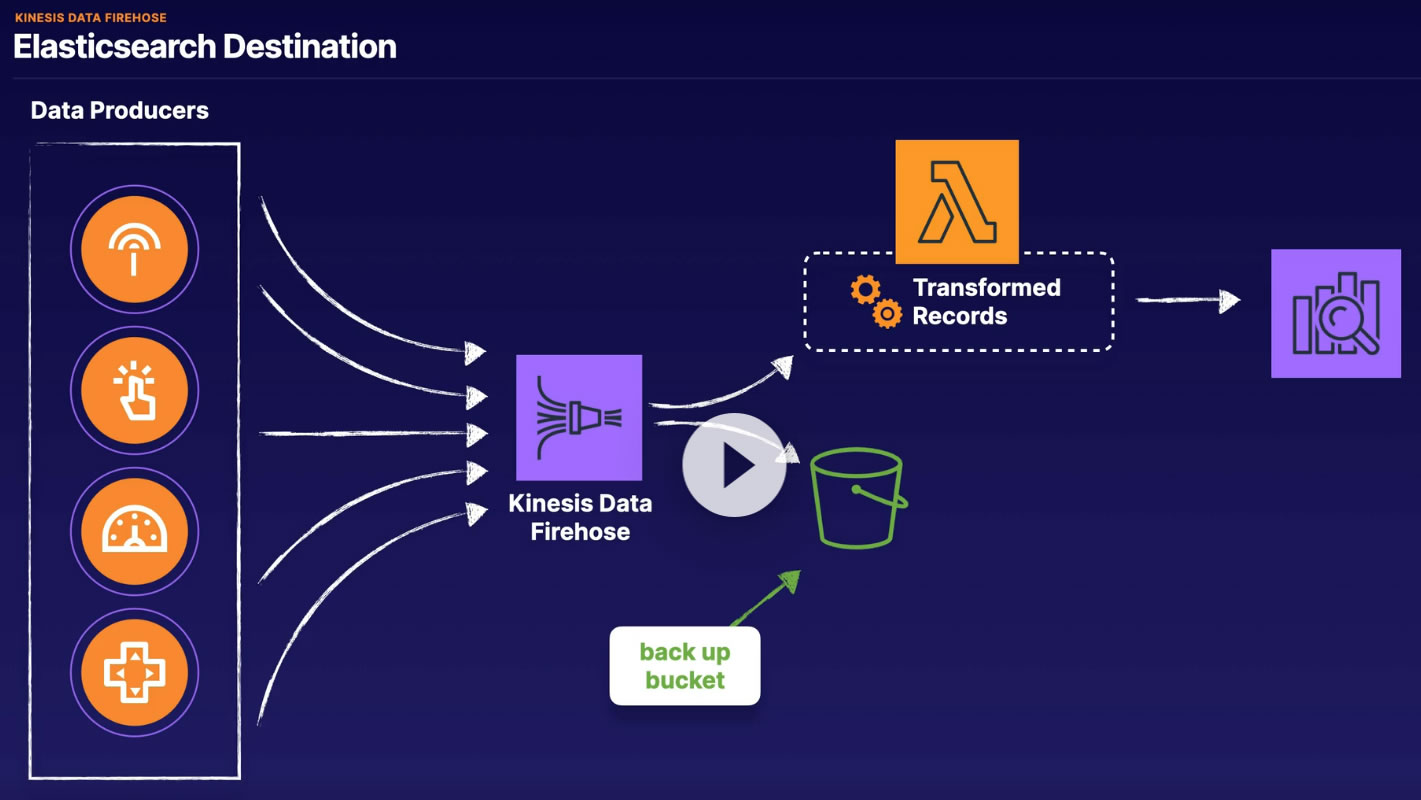 KINESIS DATA FIREHOSE
Elasticsearch Destination
Data Producers
Transformed
Records
Kinesis Data
Firehose
back up
bucket